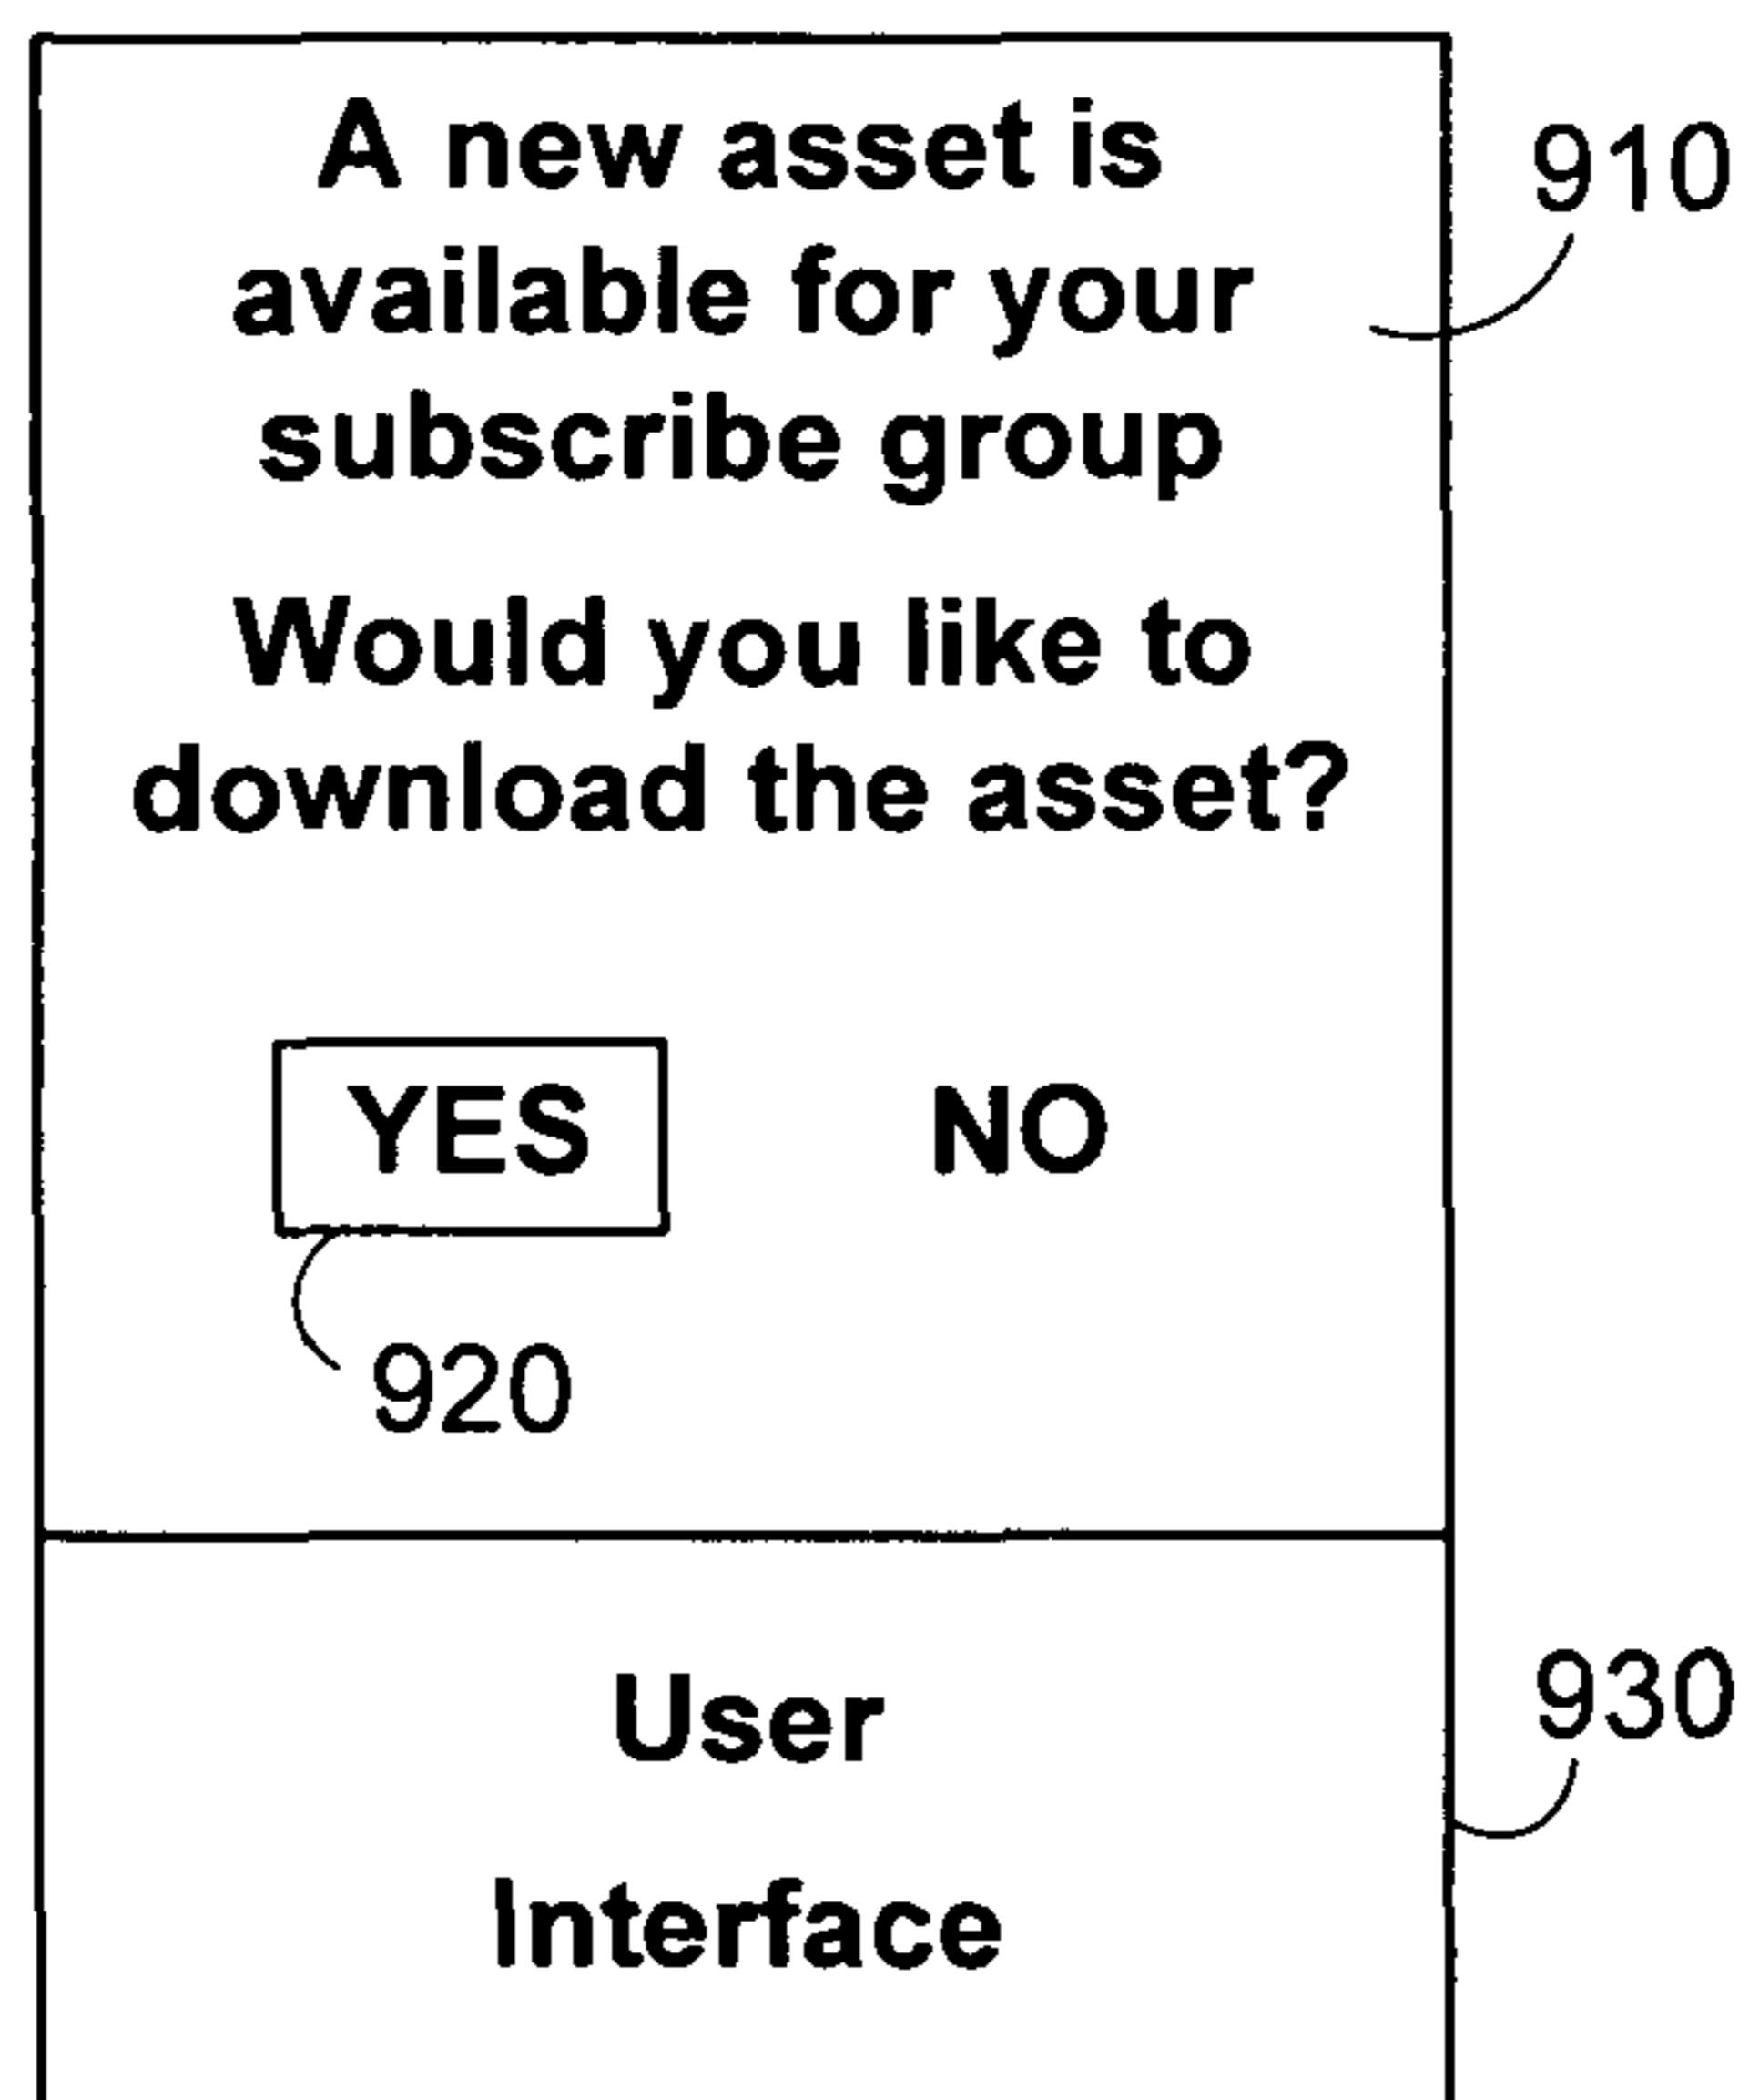 A new asset is
910
available for your
subscribe group
Would you like to
download the asset?
YES NO
920
User
930
Interface